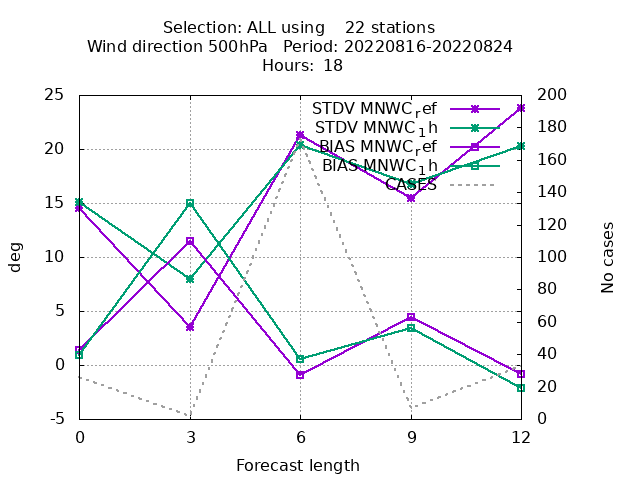 Selection: ALL using    22 stations
Wind direction 500hPa   Period: 20220816-20220824
Hours: 18
25
20
15
10
5
0
-5
deg
200
180
160
140
120
100
80
60
40
20
0
No cases
STDV MNWC_ref
STDV MNWC_1h
BIAS MNWC_ref
BIAS MNWC_1h
CASES
0 3 6 9 12
Forecast length